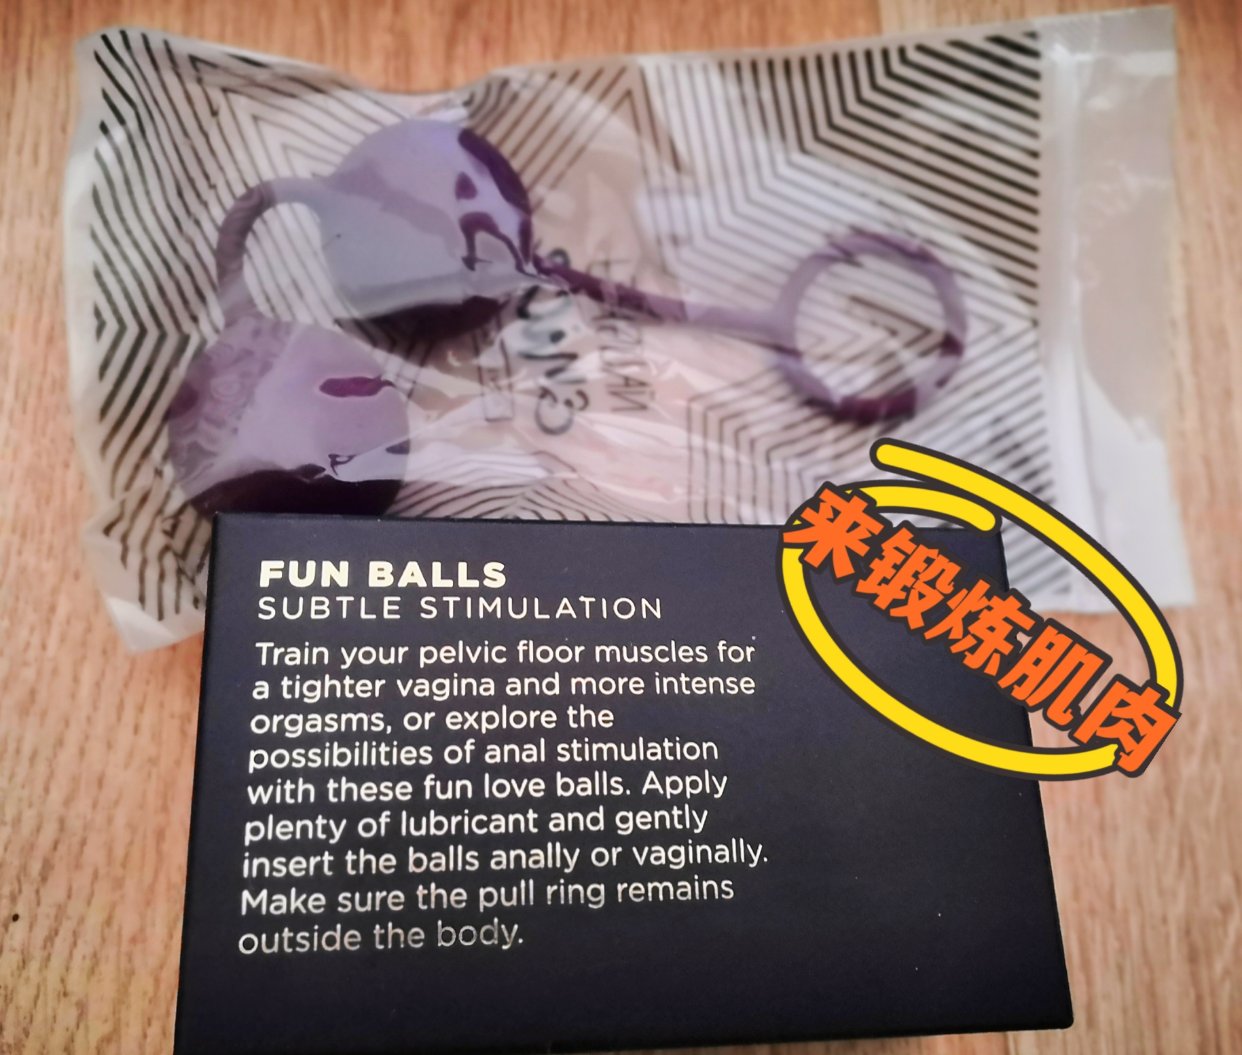 FUN BALLS
SUBTLE STIMULATION
Train your pelvic floor muscles for
a tighter vagina and more intense
orgasms, or explore the
possibilities of anal stimulation
with these fun love balls. Apply
plenty of lubricant and gently
insert the balls anally or vaginally.
Make sure the pull ring remains
outside the body.
来锻炼肌肉